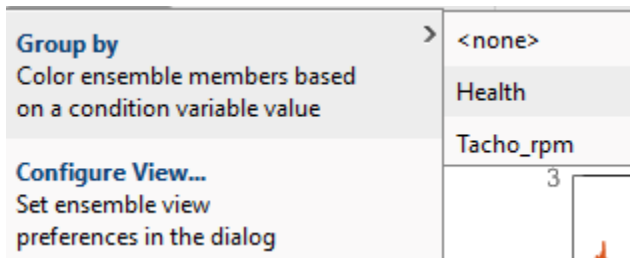 Group by
Color ensemble members based
on a condition variable value
Configure View...
Set ensemble view
preferences in the dialog
>
<none>
Health
Tacho_rpm
3